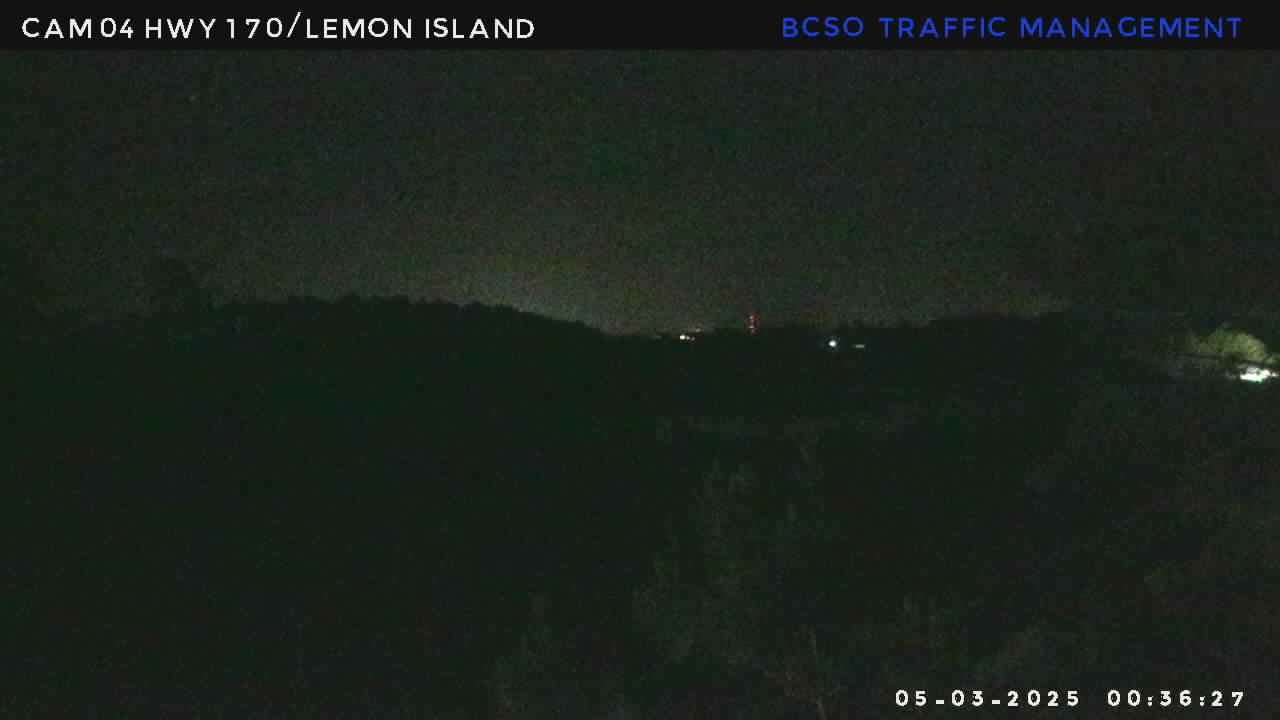 CAM04 HWY 170/LEMON ISLAND
BCSO TRAFFIC MANAGEMENT
05-03-2025 00:36:27